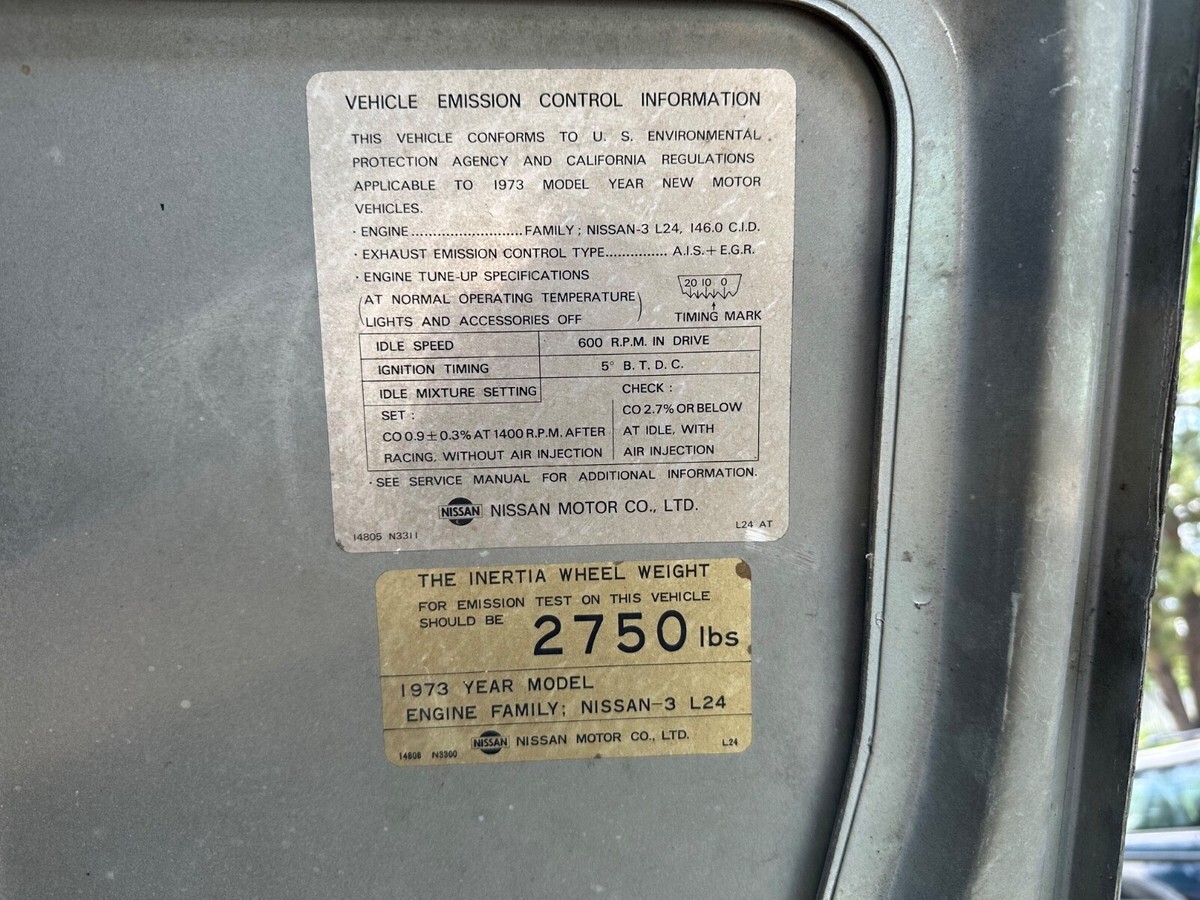 VEHICLE EMISSION CONTROL INFORMATION
THIS VEHICLE CONFORMS TO U. S. ENVIRONMENTAL
PROTECTION AGENCY AND CALIFORNIA REGULATIONS
APPLICABLE TO 1973 MODEL YEAR NEW MOTOR
VEHICLES.
· ENGINE..........................FAMILY ; NISSAN-3 L24, 146.0 C.I.D.
· EXHAUST EMISSION CONTROL TYPE............... A.I.S. + E.G.R.
· ENGINE TUNE-UP SPECIFICATIONS
(AT NORMAL OPERATING TEMPERATURE
LIGHTS AND ACCESSORIES OFF)
20 10 0
TIMING MARK
IDLE SPEED 600 R.P.M. IN DRIVE
IGNITION TIMING 5° B. T. D. C.
IDLE MIXTURE SETTING
SET :
CO 0.9 ± 0.3% AT 1400 R.P.M. AFTER
RACING, WITHOUT AIR INJECTION
CHECK :
CO 2.7% OR BELOW
AT IDLE, WITH
AIR INJECTION
· SEE SERVICE MANUAL FOR ADDITIONAL INFORMATION.
NISSAN NISSAN MOTOR CO., LTD.
14805 N3311 L24 AT
THE INERTIA WHEEL WEIGHT
FOR EMISSION TEST ON THIS VEHICLE
SHOULD BE 2750 lbs
1973 YEAR MODEL
ENGINE FAMILY; NISSAN-3 L24
NISSAN NISSAN MOTOR CO., LTD.
14808 N3300 L24